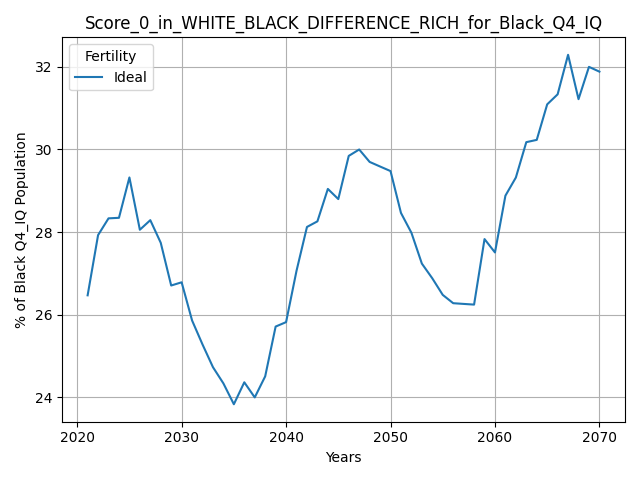 Score_0_in_WHITE_BLACK_DIFFERENCE_RICH_for_Black_Q4_IQ
Fertility
Ideal
% of Black Q4_IQ Population
32
30
28
26
24
2020 2030 2040 2050 2060 2070
Years